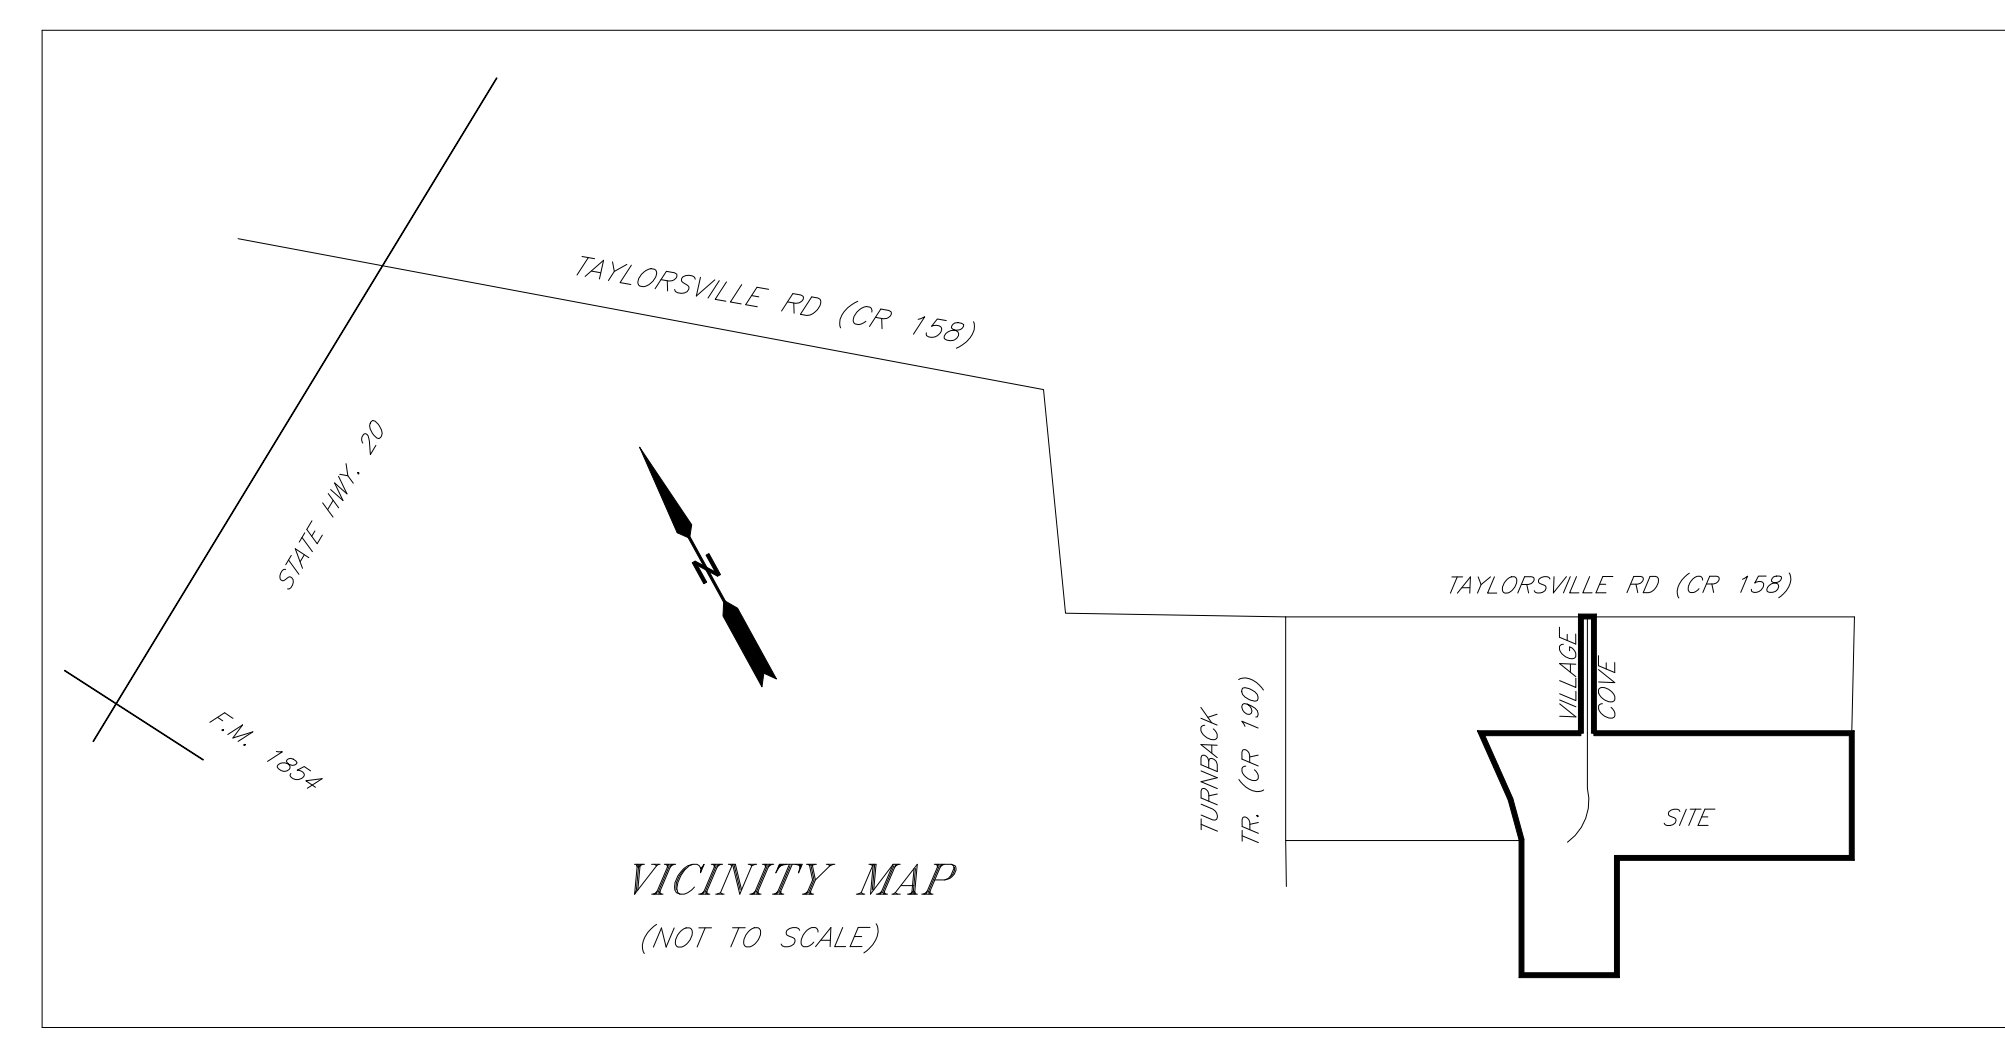 TAYLORSVILLE RD (CR 158)
STATE HWY. 20
N
TAYLORSVILLE RD (CR 158)
VILLAGE
COVE
TURNBACK
TR. (CR 190)
F.M. 1854
SITE
VICINITY MAP
(NOT TO SCALE)